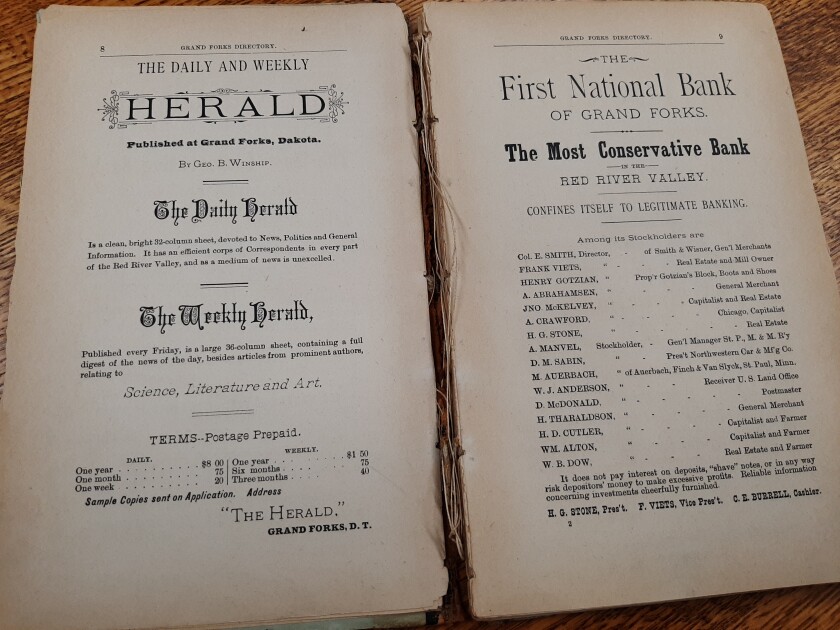 8 GRAND FORKS DIRECTORY.
THE DAILY AND WEEKLY
HERALD
Published at Grand Forks, Dakota.
BY GEO. B. WINSHIP.
The Daily Herald
Is a clean, bright 32-column sheet, devoted to News, Politics and General
Information. It has an efficient corps of Correspondents in every part
of the Red River Valley, and as a medium of news is unexcelled.
The Weekly Herald,
Published every Friday, is a large 36-column sheet, containing a full
digest of the news of the day, besides articles from prominent authors,
relating to
Science, Literature and Art.
TERMS--Postage Prepaid.
DAILY. WEEKLY.
One year . . . . . . . . . $8 00 One year . . . . . . . . $1 50
One month . . . . . . . . 75 Six months . . . . . . . 75
One week . . . . . . . . . 20 Three months . . . . . . 40
Sample Copies sent on Application. Address
"THE HERALD,"
GRAND FORKS, D. T.
GRAND FORKS DIRECTORY. 9
THE
First National Bank
OF GRAND FORKS.
The Most Conservative Bank
IN THE
RED RIVER VALLEY.
CONFINES ITSELF TO LEGITIMATE BANKING.
Among its Stockholders are
Col. E. SMITH, Director, - of Smith & Wisner, Gen'l Merchants
FRANK VIETS, " - - Real Estate and Mill Owner
HENRY GOTZIAN, " - Prop'r Gotzian's Block, Boots and Shoes
A. ABRAHAMSEN, " - - - General Merchant
JNO. McKELVEY, " - - Capitalist and Real Estate
A. CRAWFORD, " - - - Chicago, Capitalist
H. G. STONE, " - - - - Real Estate
A. MANVEL, Stockholder, - Gen'l Manager St. P., M. & M. R'y
D. M. SABIN, " - Pres't Northwestern Car & M'f'g Co.
M. AUERBACH, " of Auerbach, Finch & Van Slyck, St. Paul, Minn.
W. J. ANDERSON, " - - Receiver U. S. Land Office
D. McDONALD, " - - - - Postmaster
H. THARALDSON, " - - - General Merchant
H. D. CUTLER, " - - - Capitalist and Farmer
WM. ALTON, " - - - Capitalist and Farmer
W. B. DOW, " - - - Real Estate and Farmer
It does not pay interest on deposits, "shave" notes, or in any way
risk depositors' money to make excessive profits. Reliable information
concerning investments cheerfully furnished.
H. G. STONE, Pres't. F. VIETS, Vice Pres't. C. E. BURRELL, Cashier.
2